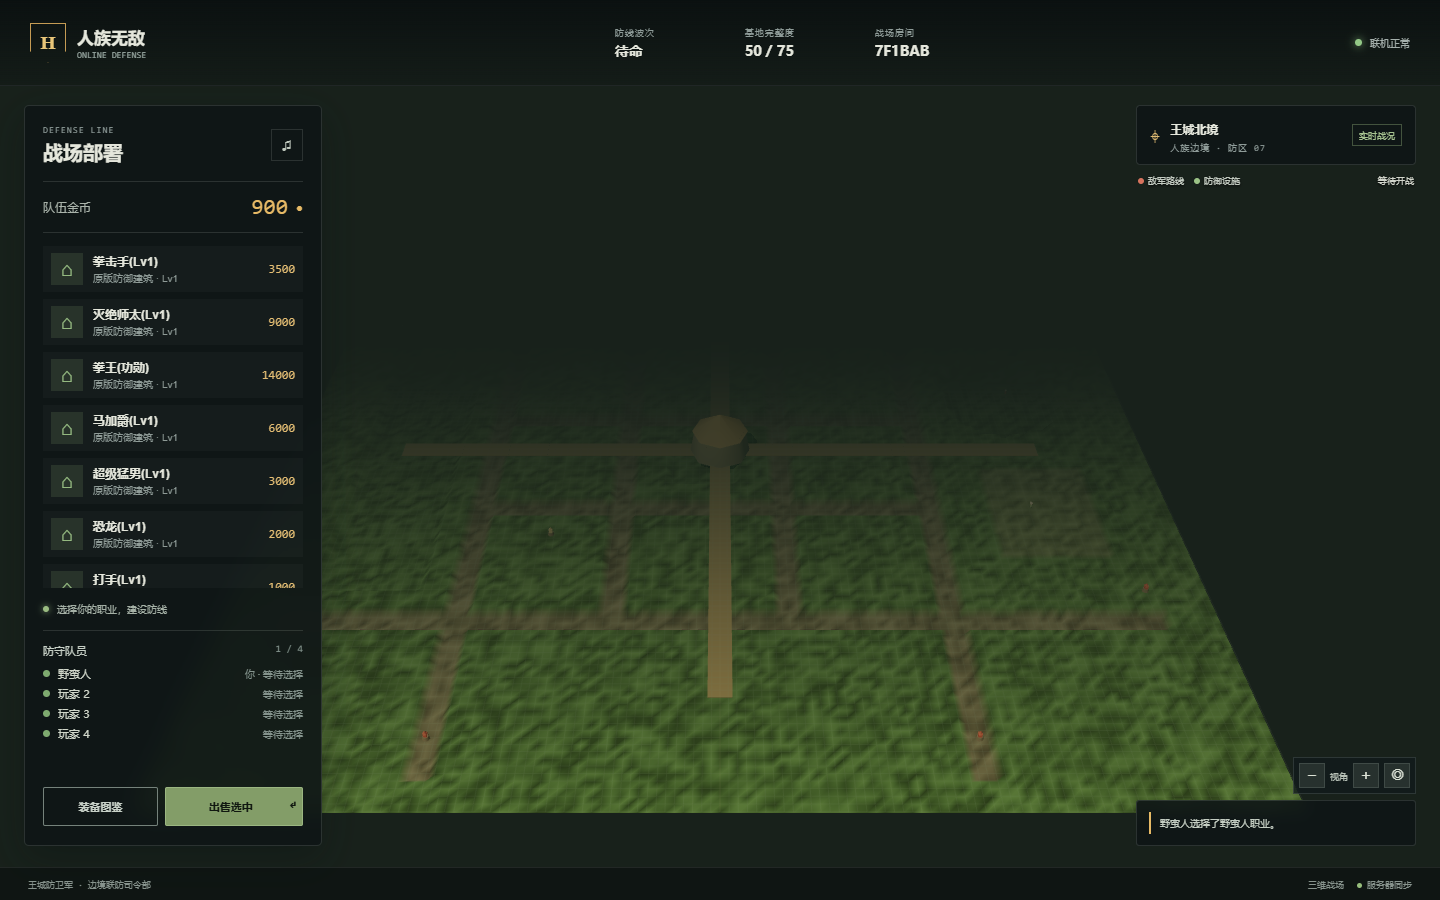 H
人族无敌
ONLINE DEFENSE
防线波次
待命
基地完整度
50 / 75
战场房间
7F1BAB
联机正常
DEFENSE LINE
战场部署
队伍金币
900
拳击手(Lv1)
原版防御建筑 · Lv1
3500
灭绝师太(Lv1)
原版防御建筑 · Lv1
9000
拳王(功勋)
原版防御建筑 · Lv1
14000
马加爵(Lv1)
原版防御建筑 · Lv1
6000
超级猛男(Lv1)
原版防御建筑 · Lv1
3000
恐龙(Lv1)
原版防御建筑 · Lv1
2000
打手(Lv1)
1000
选择你的职业，建设防线
防守队员
1 / 4
野蛮人
你 · 等待选择
玩家 2
等待选择
玩家 3
等待选择
玩家 4
等待选择
装备图鉴
出售选中
王城北境
人族边境 · 防区 07
实时战况
敌军路线
防御设施
等待开战
视角
野蛮人选择了野蛮人职业。
王城防卫军 · 边境联防司令部
三维战场
服务器同步